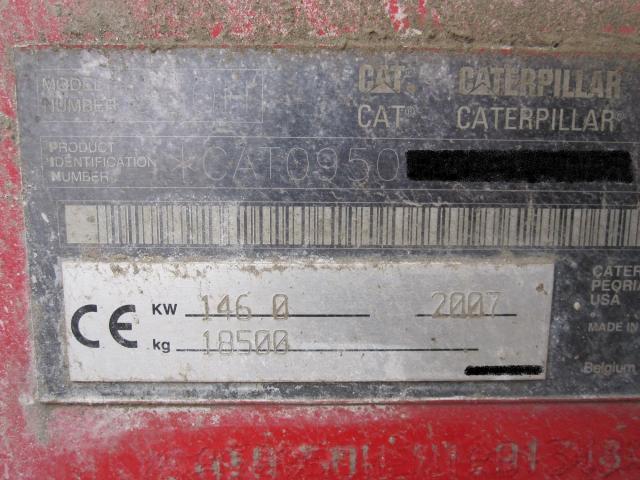 MODEL
NUMBER
CAT. CATERPILLAR
CAT® CATERPILLAR®
PRODUCT
IDENTIFICATION
NUMBER
*CAT0950
CE
KW 146.0 2007
kg 18500
CATER
PEORIA
USA
MADE IN
Belgium